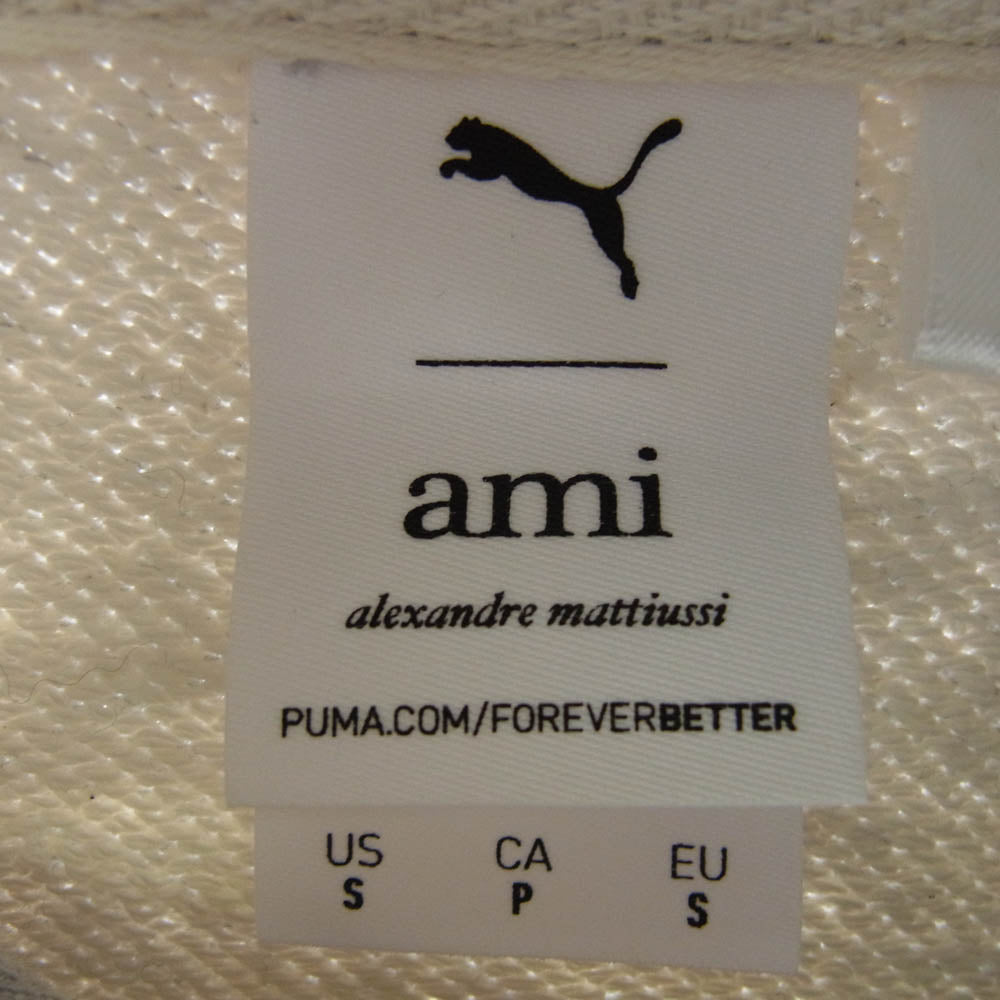 ami
alexandre mattiussi
PUMA.COM/FOREVERBETTER
US CA EU
S P S